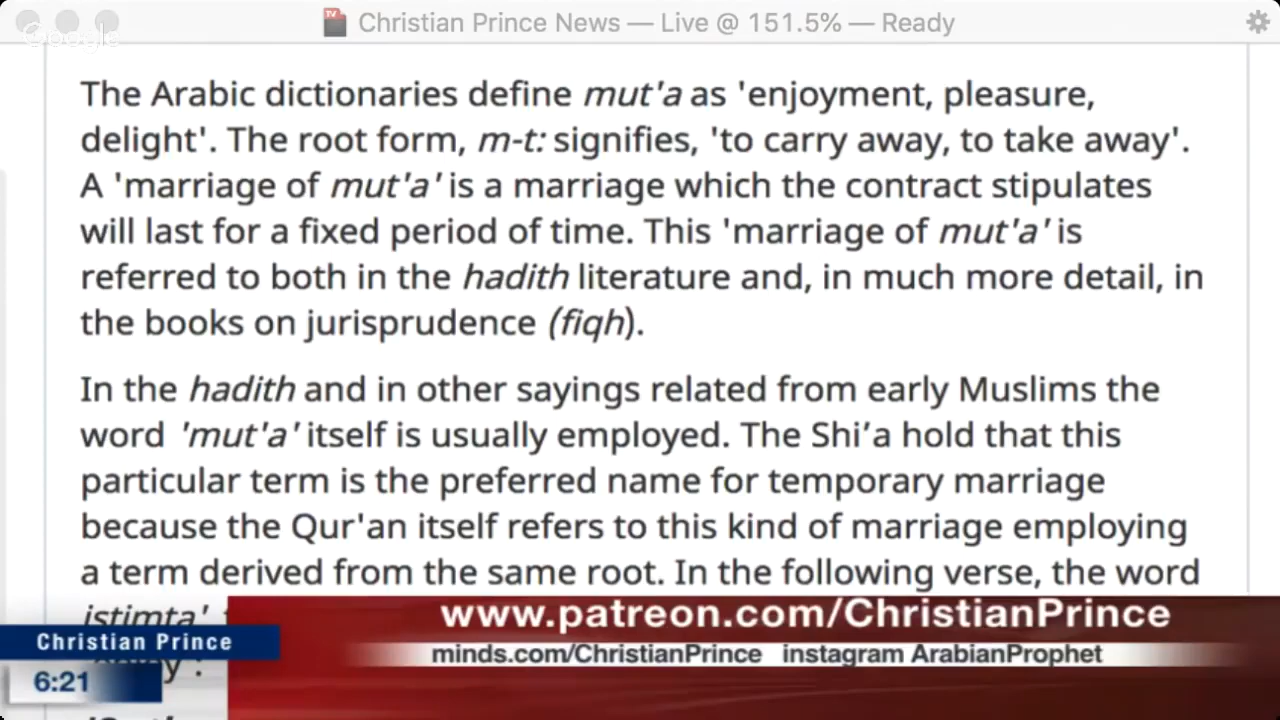 Christian Prince News — Live @ 151.5% — Ready
Google
The Arabic dictionaries define mut'a as 'enjoyment, pleasure,
delight'. The root form, m-t: signifies, 'to carry away, to take away'.
A 'marriage of mut'a' is a marriage which the contract stipulates
will last for a fixed period of time. This 'marriage of mut'a' is
referred to both in the hadith literature and, in much more detail, in
the books on jurisprudence (fiqh).
In the hadith and in other sayings related from early Muslims the
word 'mut'a' itself is usually employed. The Shi’a hold that this
particular term is the preferred name for temporary marriage
because the Qur'an itself refers to this kind of marriage employing
a term derived from the same root. In the following verse, the word
istimta'
www.patreon.com/ChristianPrince
Christian Prince
minds.com/ChristianPrince instagram ArabianProphet
6:21